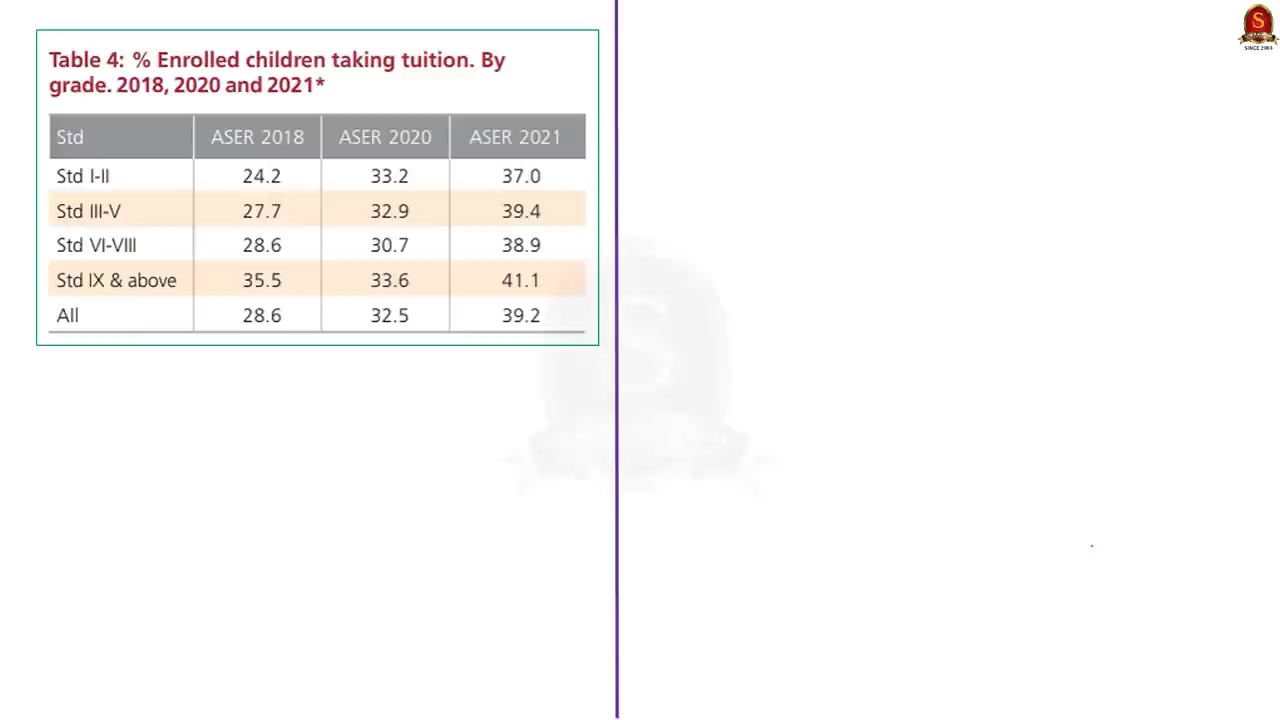 Table 4: % Enrolled children taking tuition. By
grade. 2018, 2020 and 2021*
Std ASER 2018 ASER 2020 ASER 2021
Std I-II 24.2 33.2 37.0
Std III-V 27.7 32.9 39.4
Std VI-VIII 28.6 30.7 38.9
Std IX & above 35.5 33.6 41.1
All 28.6 32.5 39.2
S
SINCE 2004